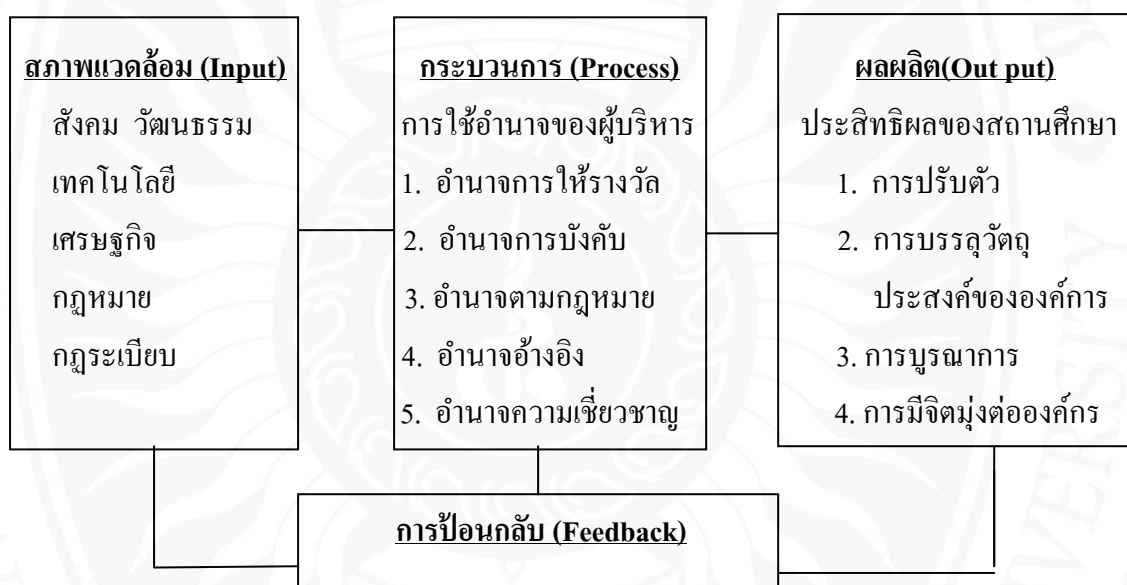 สภาพแวดล้อม (Input)
สังคม วัฒนธรรม
เทคโนโลยี
เศรษฐกิจ
กฎหมาย
กฎระเบียบ
กระบวนการ (Process)
การใช้อำนาจของผู้บริหาร
1. อำนาจการให้รางวัล
2. อำนาจการบังคับ
3. อำนาจตามกฎหมาย
4. อำนาจอ้างอิง
5. อำนาจความเชี่ยวชาญ
ผลผลิต(Out put)
ประสิทธิผลของสถานศึกษา
1. การปรับตัว
2. การบรรลุวัตถุ
ประสงค์ขององค์การ
3. การบูรณาการ
4. การมีจิตมุ่งต่อองค์กร
การป้อนกลับ (Feedback)
VERSITY